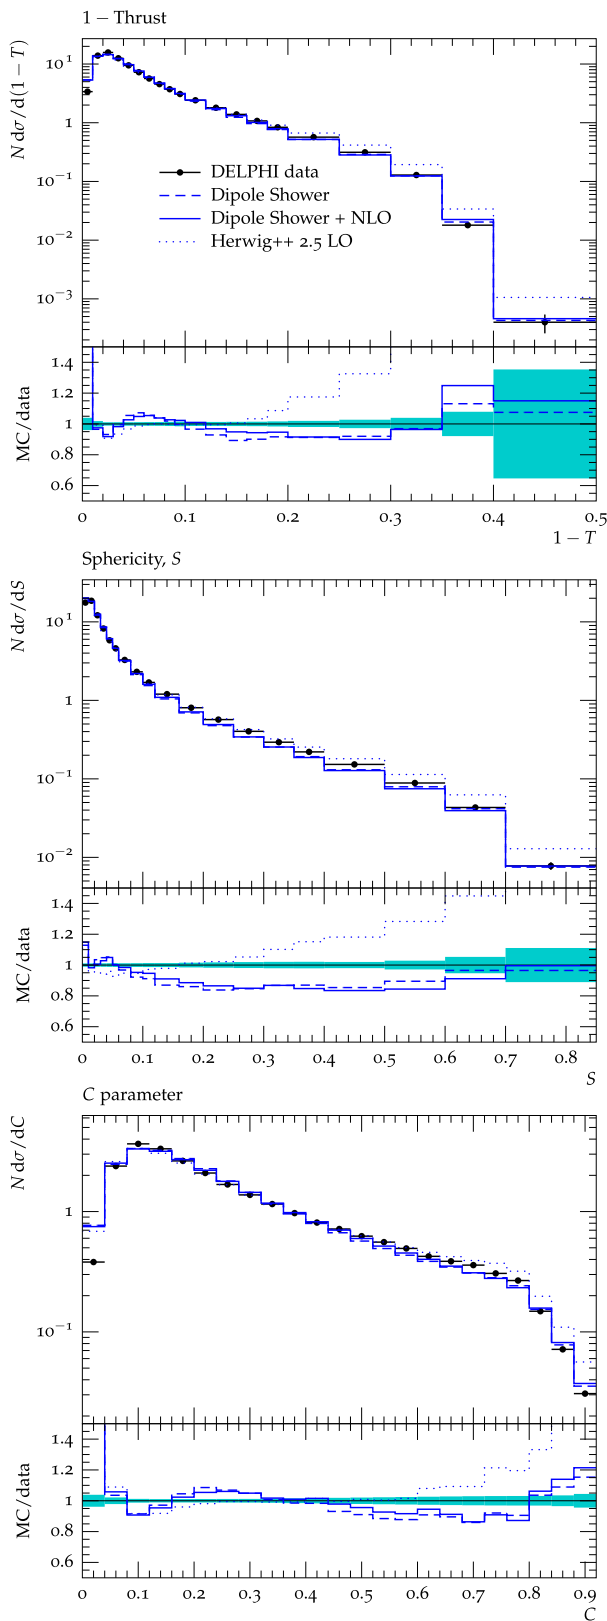 1 − Thrust
N dσ/d(1 − T)
10¹
1
10⁻¹
10⁻²
10⁻³
DELPHI data
Dipole Shower
Dipole Shower + NLO
Herwig++ 2.5 LO
MC/data
1.4
1.2
1
0.8
0.6
0 0.1 0.2 0.3 0.4 0.5
1 − T
Sphericity, S
N dσ/dS
10¹
1
10⁻¹
10⁻²
MC/data
1.4
1.2
1
0.8
0.6
0 0.1 0.2 0.3 0.4 0.5 0.6 0.7 0.8
S
C parameter
N dσ/dC
1
10⁻¹
MC/data
1.4
1.2
1
0.8
0.6
0 0.1 0.2 0.3 0.4 0.5 0.6 0.7 0.8 0.9
C